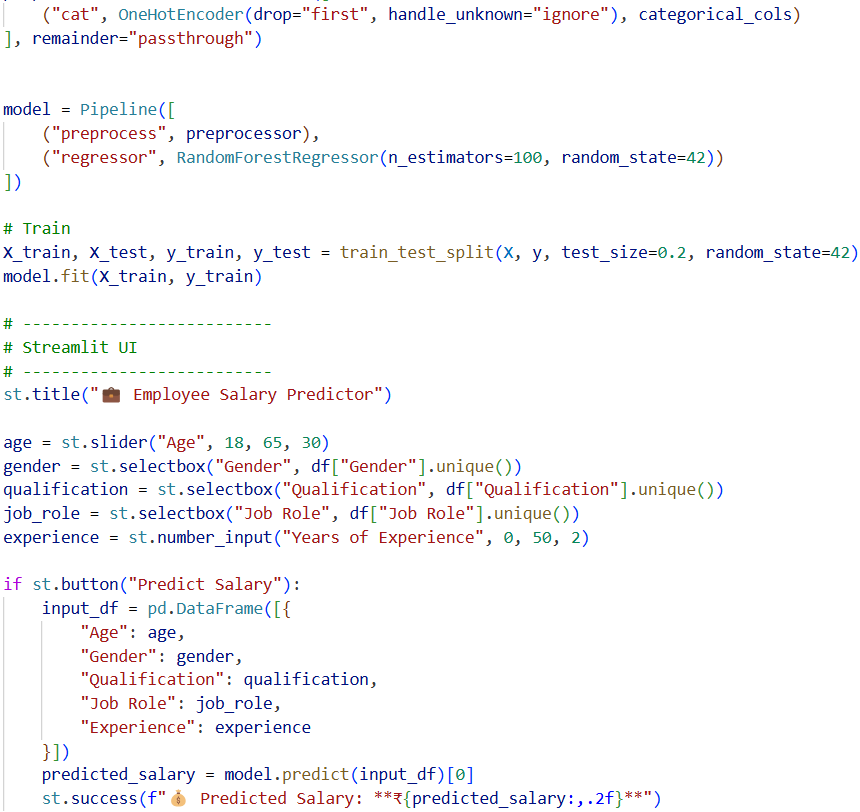 ("cat", OneHotEncoder(drop="first", handle_unknown="ignore"), categorical_cols)
], remainder="passthrough")
model = Pipeline([
("preprocess", preprocessor),
("regressor", RandomForestRegressor(n_estimators=100, random_state=42))
])
# Train
X_train, X_test, y_train, y_test = train_test_split(X, y, test_size=0.2, random_state=42)
model.fit(X_train, y_train)
# --------------------------
# Streamlit UI
# --------------------------
st.title("💼 Employee Salary Predictor")
age = st.slider("Age", 18, 65, 30)
gender = st.selectbox("Gender", df["Gender"].unique())
qualification = st.selectbox("Qualification", df["Qualification"].unique())
job_role = st.selectbox("Job Role", df["Job Role"].unique())
experience = st.number_input("Years of Experience", 0, 50, 2)
if st.button("Predict Salary"):
input_df = pd.DataFrame([{
"Age": age,
"Gender": gender,
"Qualification": qualification,
"Job Role": job_role,
"Experience": experience
}])
predicted_salary = model.predict(input_df)[0]
st.success(f"💰 Predicted Salary: **₹{predicted_salary:,.2f}**")